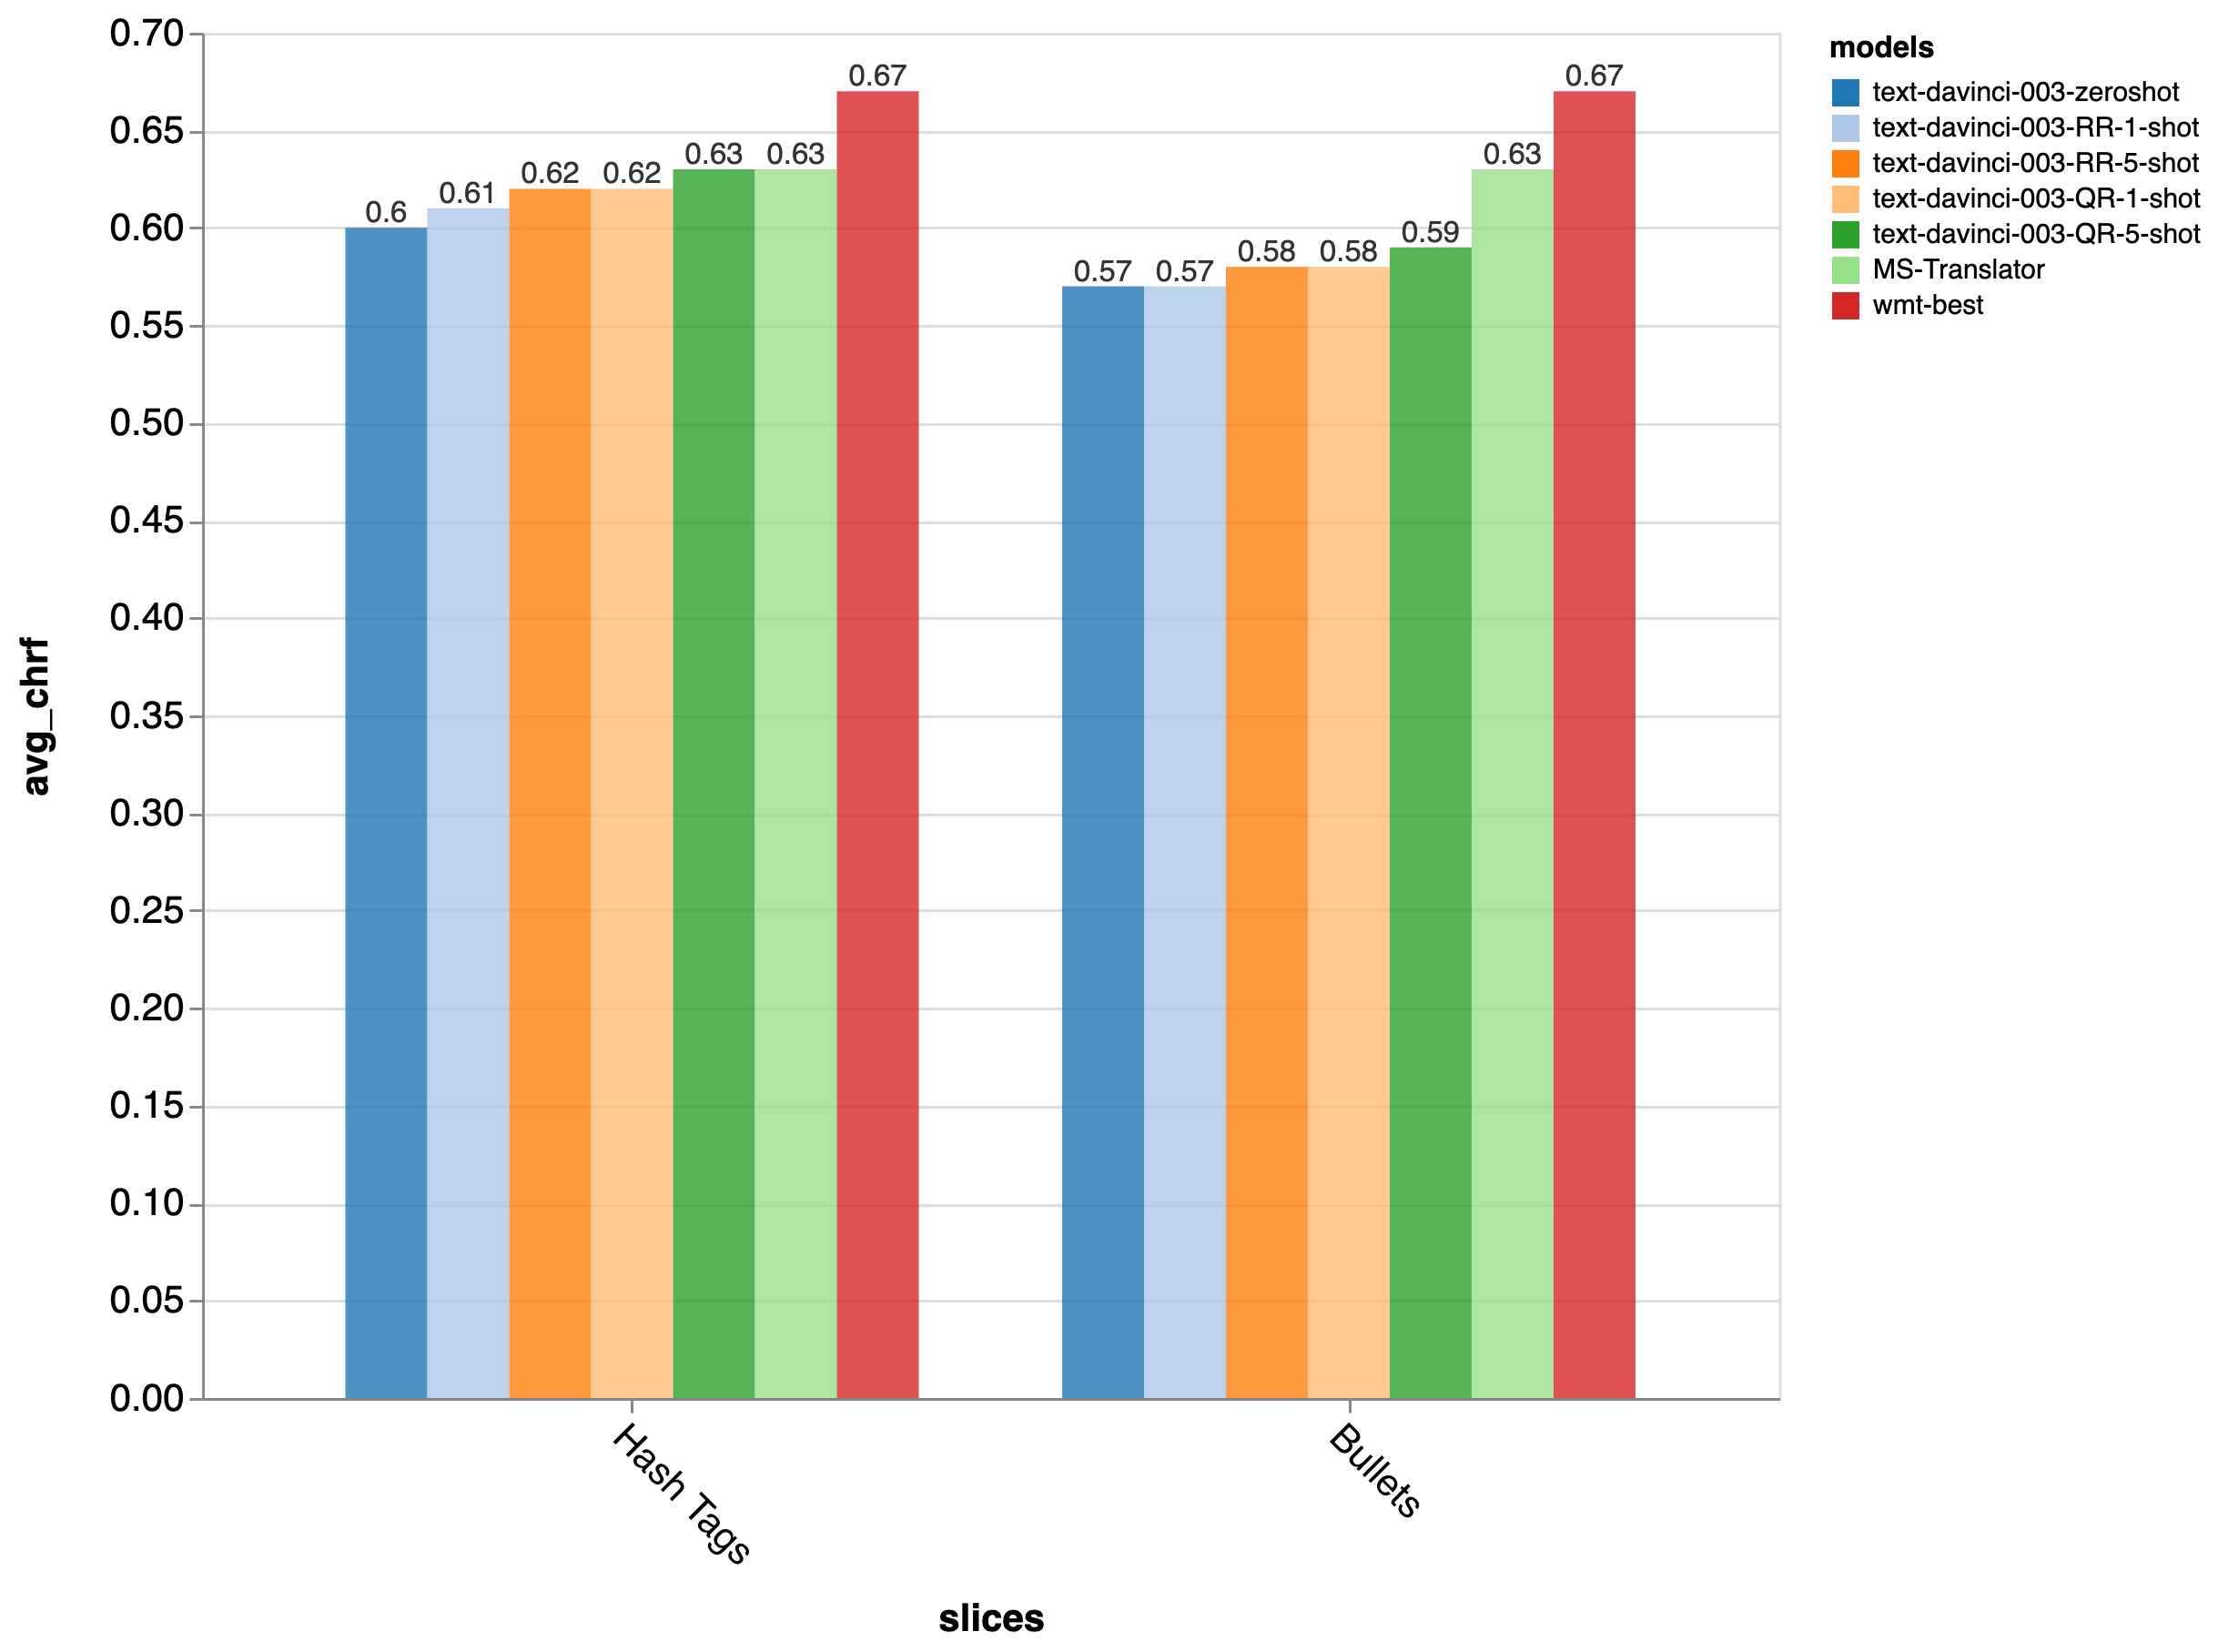 0.70
0.65
0.60
0.55
0.50
0.45
0.40
0.35
0.30
0.25
0.20
0.15
0.10
0.05
0.00
avg_chrf
0.6
0.61
0.62
0.62
0.63
0.63
0.67
0.57
0.57
0.58
0.58
0.59
0.63
0.67
Hash Tags
Bullets
slices
models
text-davinci-003-zeroshot
text-davinci-003-RR-1-shot
text-davinci-003-RR-5-shot
text-davinci-003-QR-1-shot
text-davinci-003-QR-5-shot
MS-Translator
wmt-best